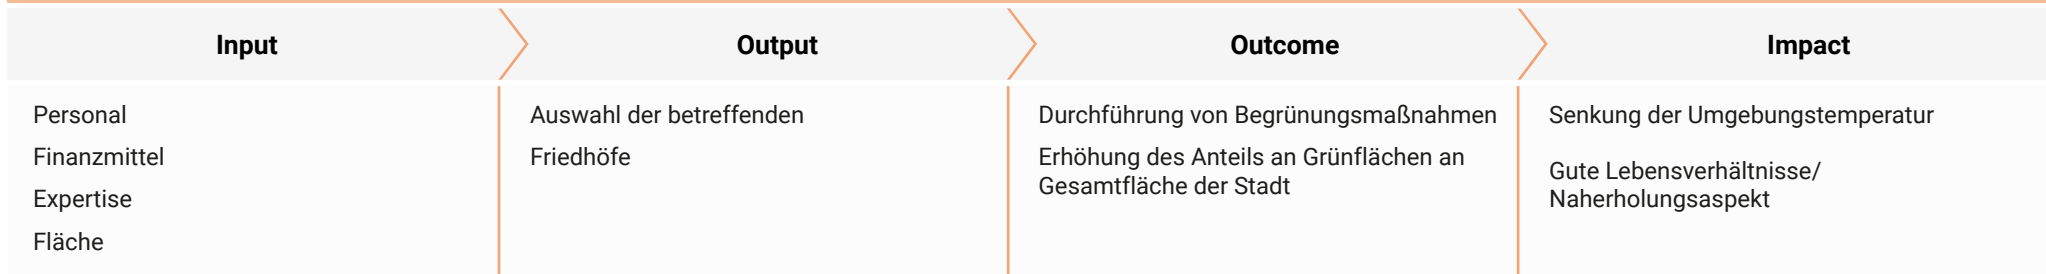 Input
Output
Outcome
Impact
Personal
Finanzmittel
Expertise
Fläche
Auswahl der betreffenden
Friedhöfe
Durchführung von Begrünungsmaßnahmen
Erhöhung des Anteils an Grünflächen an
Gesamtfläche der Stadt
Senkung der Umgebungstemperatur
Gute Lebensverhältnisse/
Naherholungsaspekt